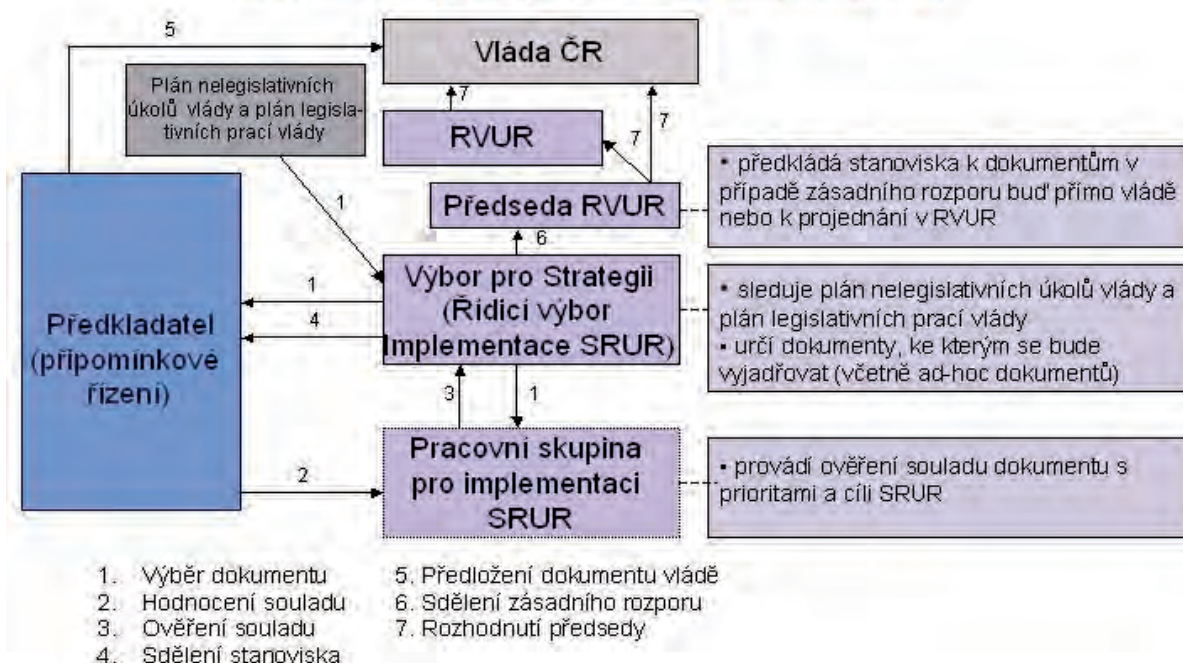 5
Vláda ČR
Plán nelegislativních
úkolů vlády a plán legisla-
tivních prací vlády
7
7
7
RVUR
• předkládá stanoviska k dokumentům v
případě zásadního rozporu buď přímo vládě
nebo k projednání v RVUR
Předseda RVUR
1
6
Výbor pro Strategii
(Řídicí výbor
Implementace SRUR)
• sleduje plán nelegislativních úkolů vlády a
plán legislativních prací vlády
• určí dokumenty, ke kterým se bude
vyjadřovat (včetně ad-hoc dokumentů)
1
4
Předkladatel
(připomínkové
řízení)
3
1
Pracovní skupina
pro implementaci
SRUR
2
• provádí ověření souladu dokumentu s
prioritami a cíli SRUR
1. Výběr dokumentu
2. Hodnocení souladu
3. Ověření souladu
4. Sdělení stanoviska
5. Předložení dokumentu vládě
6. Sdělení zásadního rozporu
7. Rozhodnutí předsedy